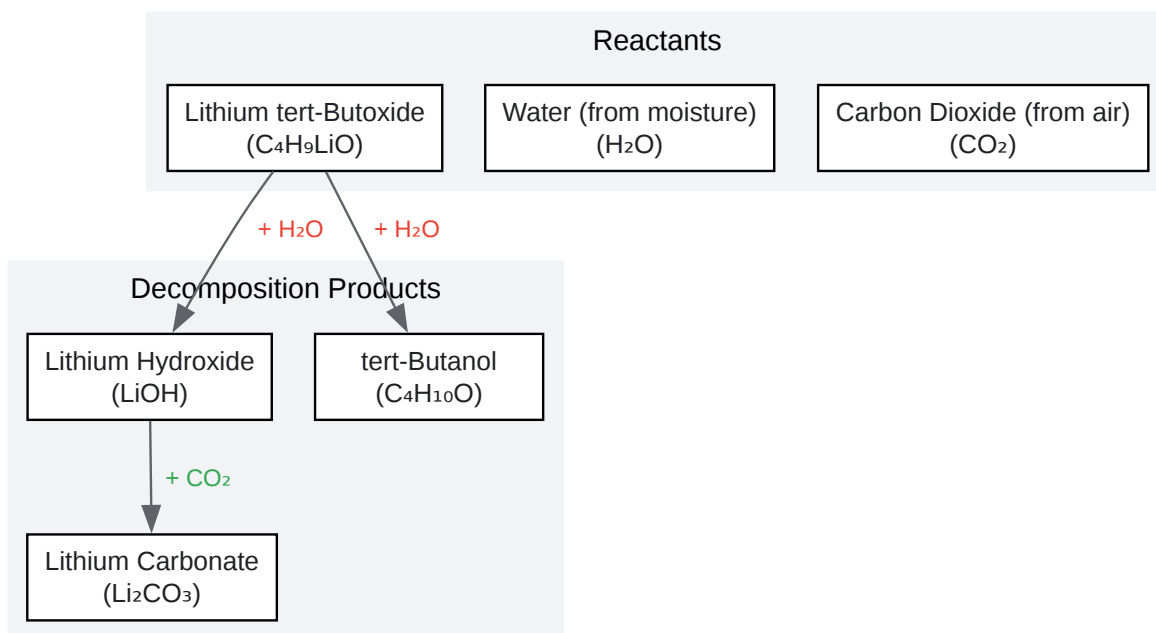 Reactants
Lithium tert-Butoxide
(C₄H₉LiO)
Water (from moisture)
(H₂O)
Carbon Dioxide (from air)
(CO₂)
+ H₂O
+ H₂O
Decomposition Products
Lithium Hydroxide
(LiOH)
tert-Butanol
(C₄H₁₀O)
+ CO₂
Lithium Carbonate
(Li₂CO₃)